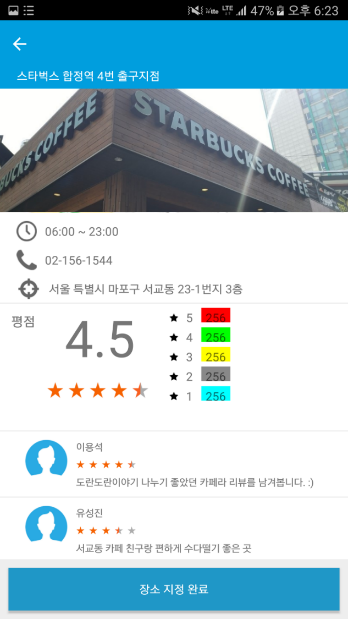 LTE 47% 오후 6:23
스타벅스 합정역 4번 출구지점
BUCKS COFFEE STARBUCKS COFFEE
06:00 ~ 23:00
02-156-1544
서울 특별시 마포구 서교동 23-1번지 3층
평점
4.5
5 256
4 256
3 256
2 256
1 256
이용석
도란도란이야기 나누기 좋았던 카페라 리뷰를 남겨봅니다. :)
유성진
서교동 카페 친구랑 편하게 수다떨기 좋은 곳
장소 지정 완료